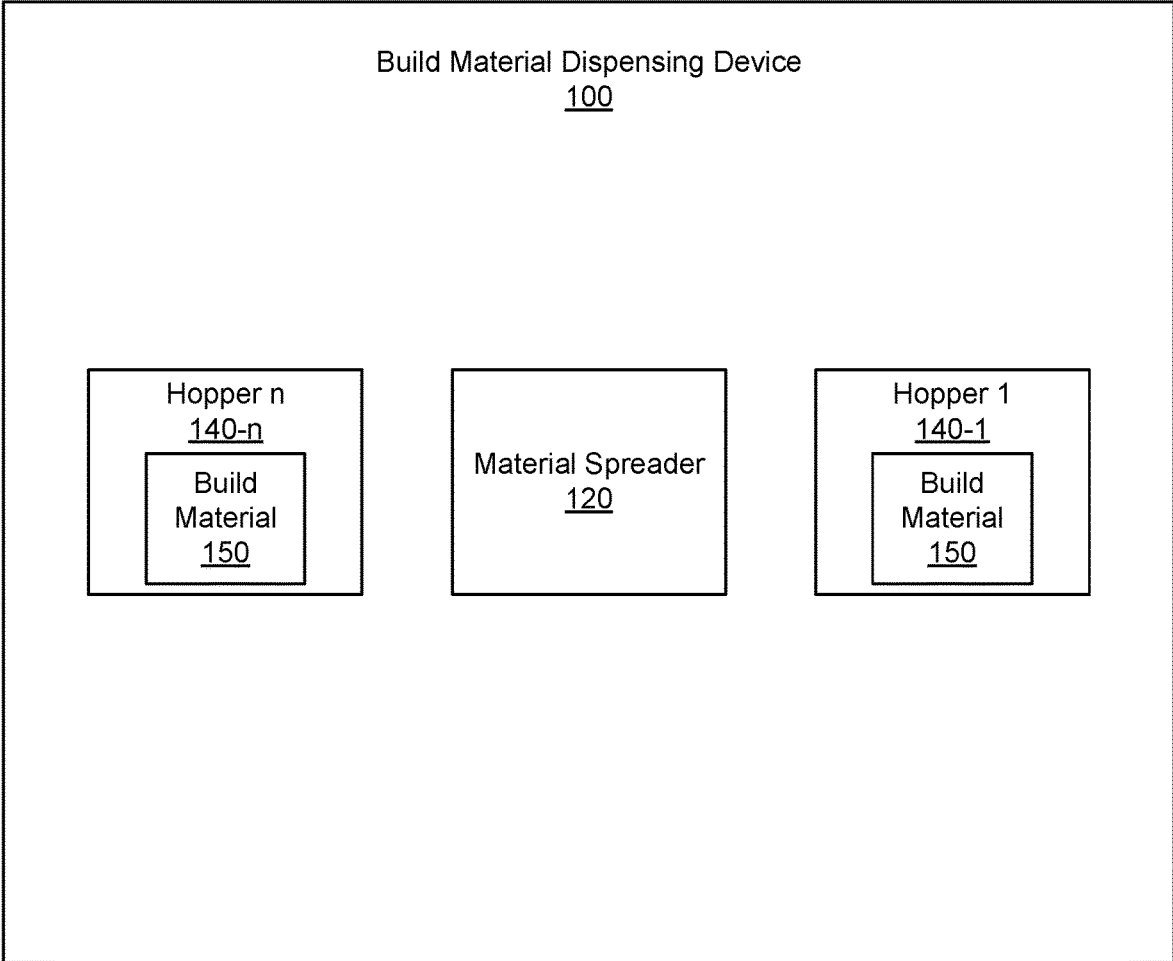 Build Material Dispensing Device
100
Hopper n
140-n
Build
Material
150
Material Spreader
120
Hopper 1
140-1
Build
Material
150